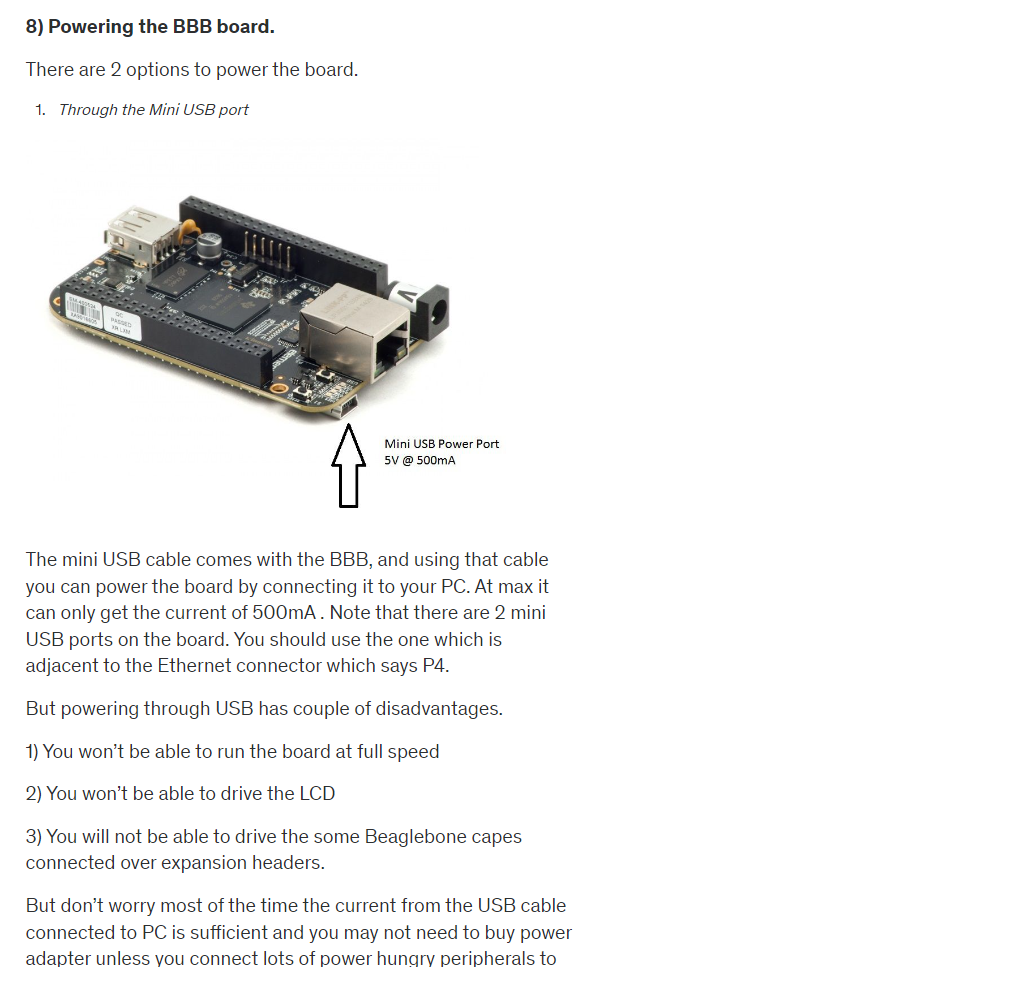 8) Powering the BBB board.
There are 2 options to power the board.
1. Through the Mini USB port
QC
PASSED
Mini USB Power Port
5V @ 500mA
The mini USB cable comes with the BBB, and using that cable
you can power the board by connecting it to your PC. At max it
can only get the current of 500mA . Note that there are 2 mini
USB ports on the board. You should use the one which is
adjacent to the Ethernet connector which says P4.
But powering through USB has couple of disadvantages.
1) You won’t be able to run the board at full speed
2) You won’t be able to drive the LCD
3) You will not be able to drive the some Beaglebone capes
connected over expansion headers.
But don’t worry most of the time the current from the USB cable
connected to PC is sufficient and you may not need to buy power
adapter unless you connect lots of power hungry peripherals to